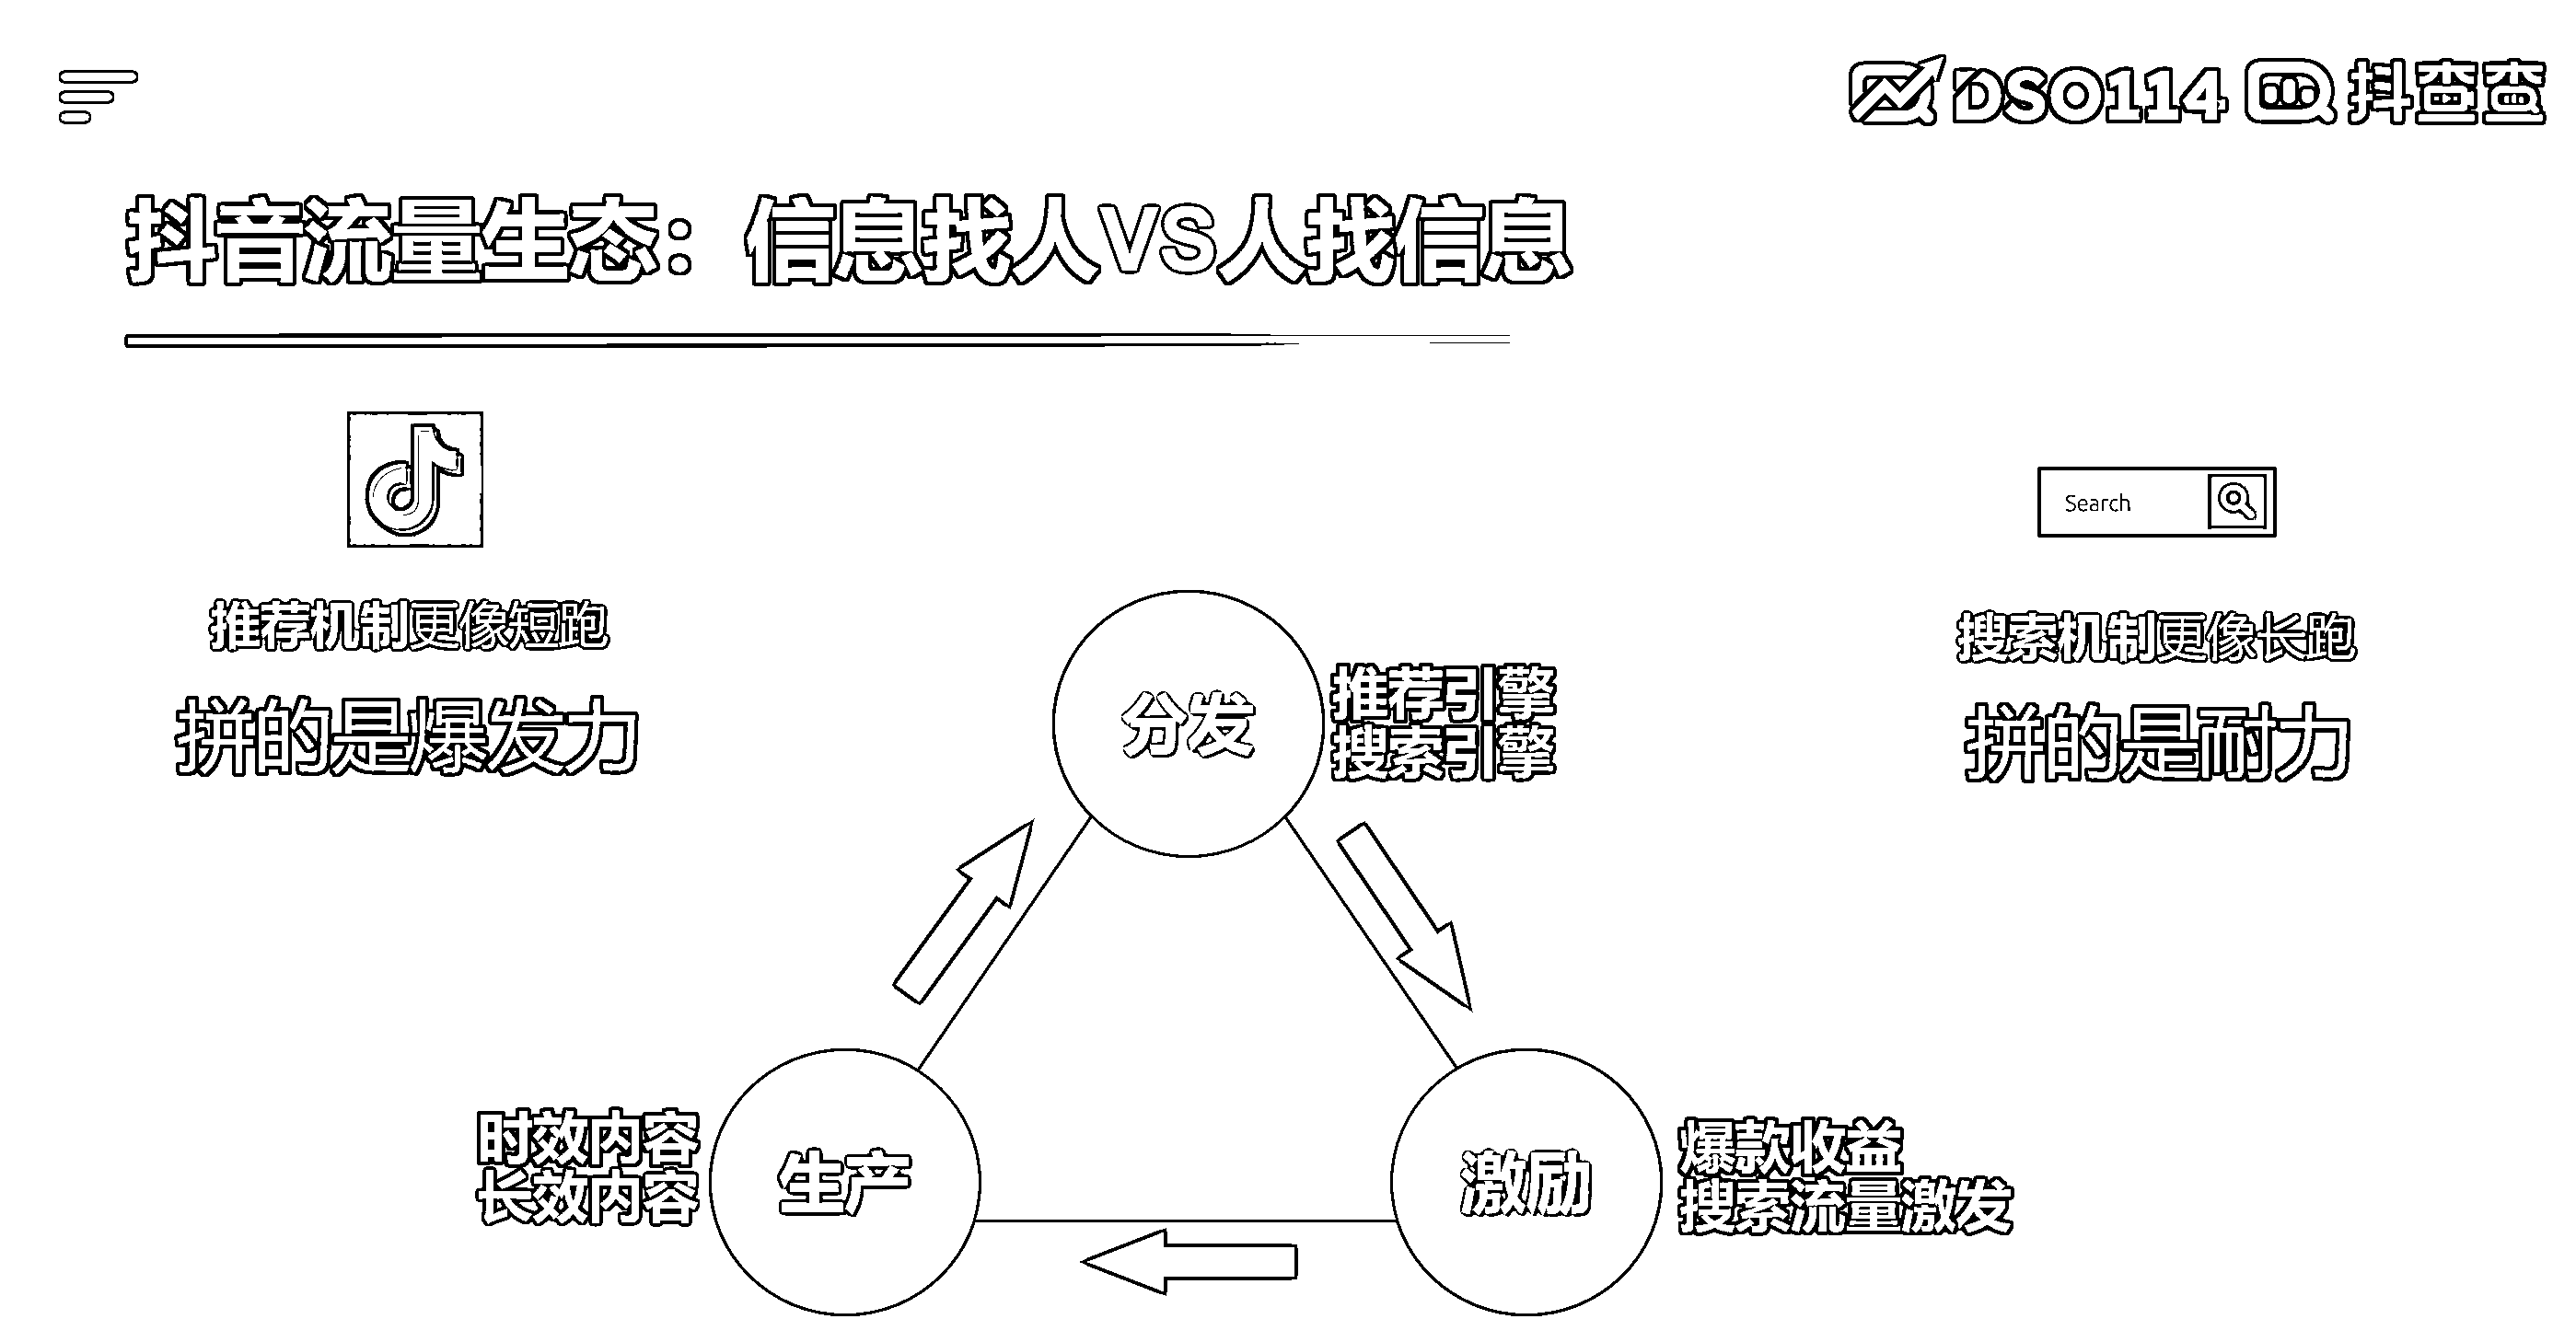 DSO114 抖查查
抖音流量生态：信息找人VS人找信息
推荐机制更像短跑
拼的是爆发力
Search
搜索机制更像长跑
拼的是耐力
分发
推荐引擎
搜索引擎
时效内容
长效内容
生产
激励
爆款收益
搜索流量激发